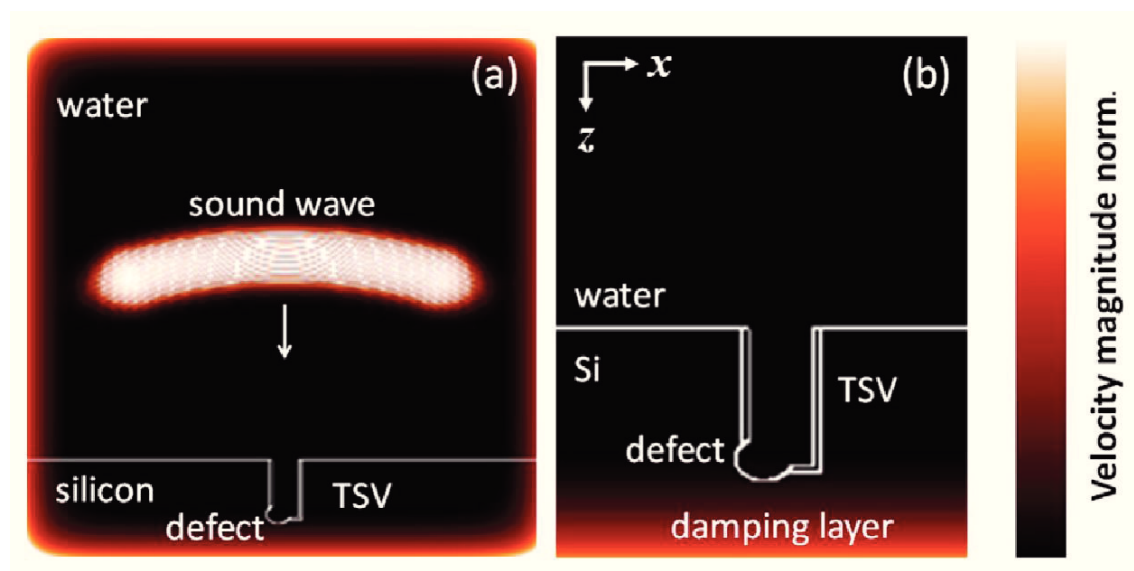 (a)
water
sound wave
silicon
TSV
defect
(b)
x
z
water
Si
TSV
defect
damping layer
Velocity magnitude norm.